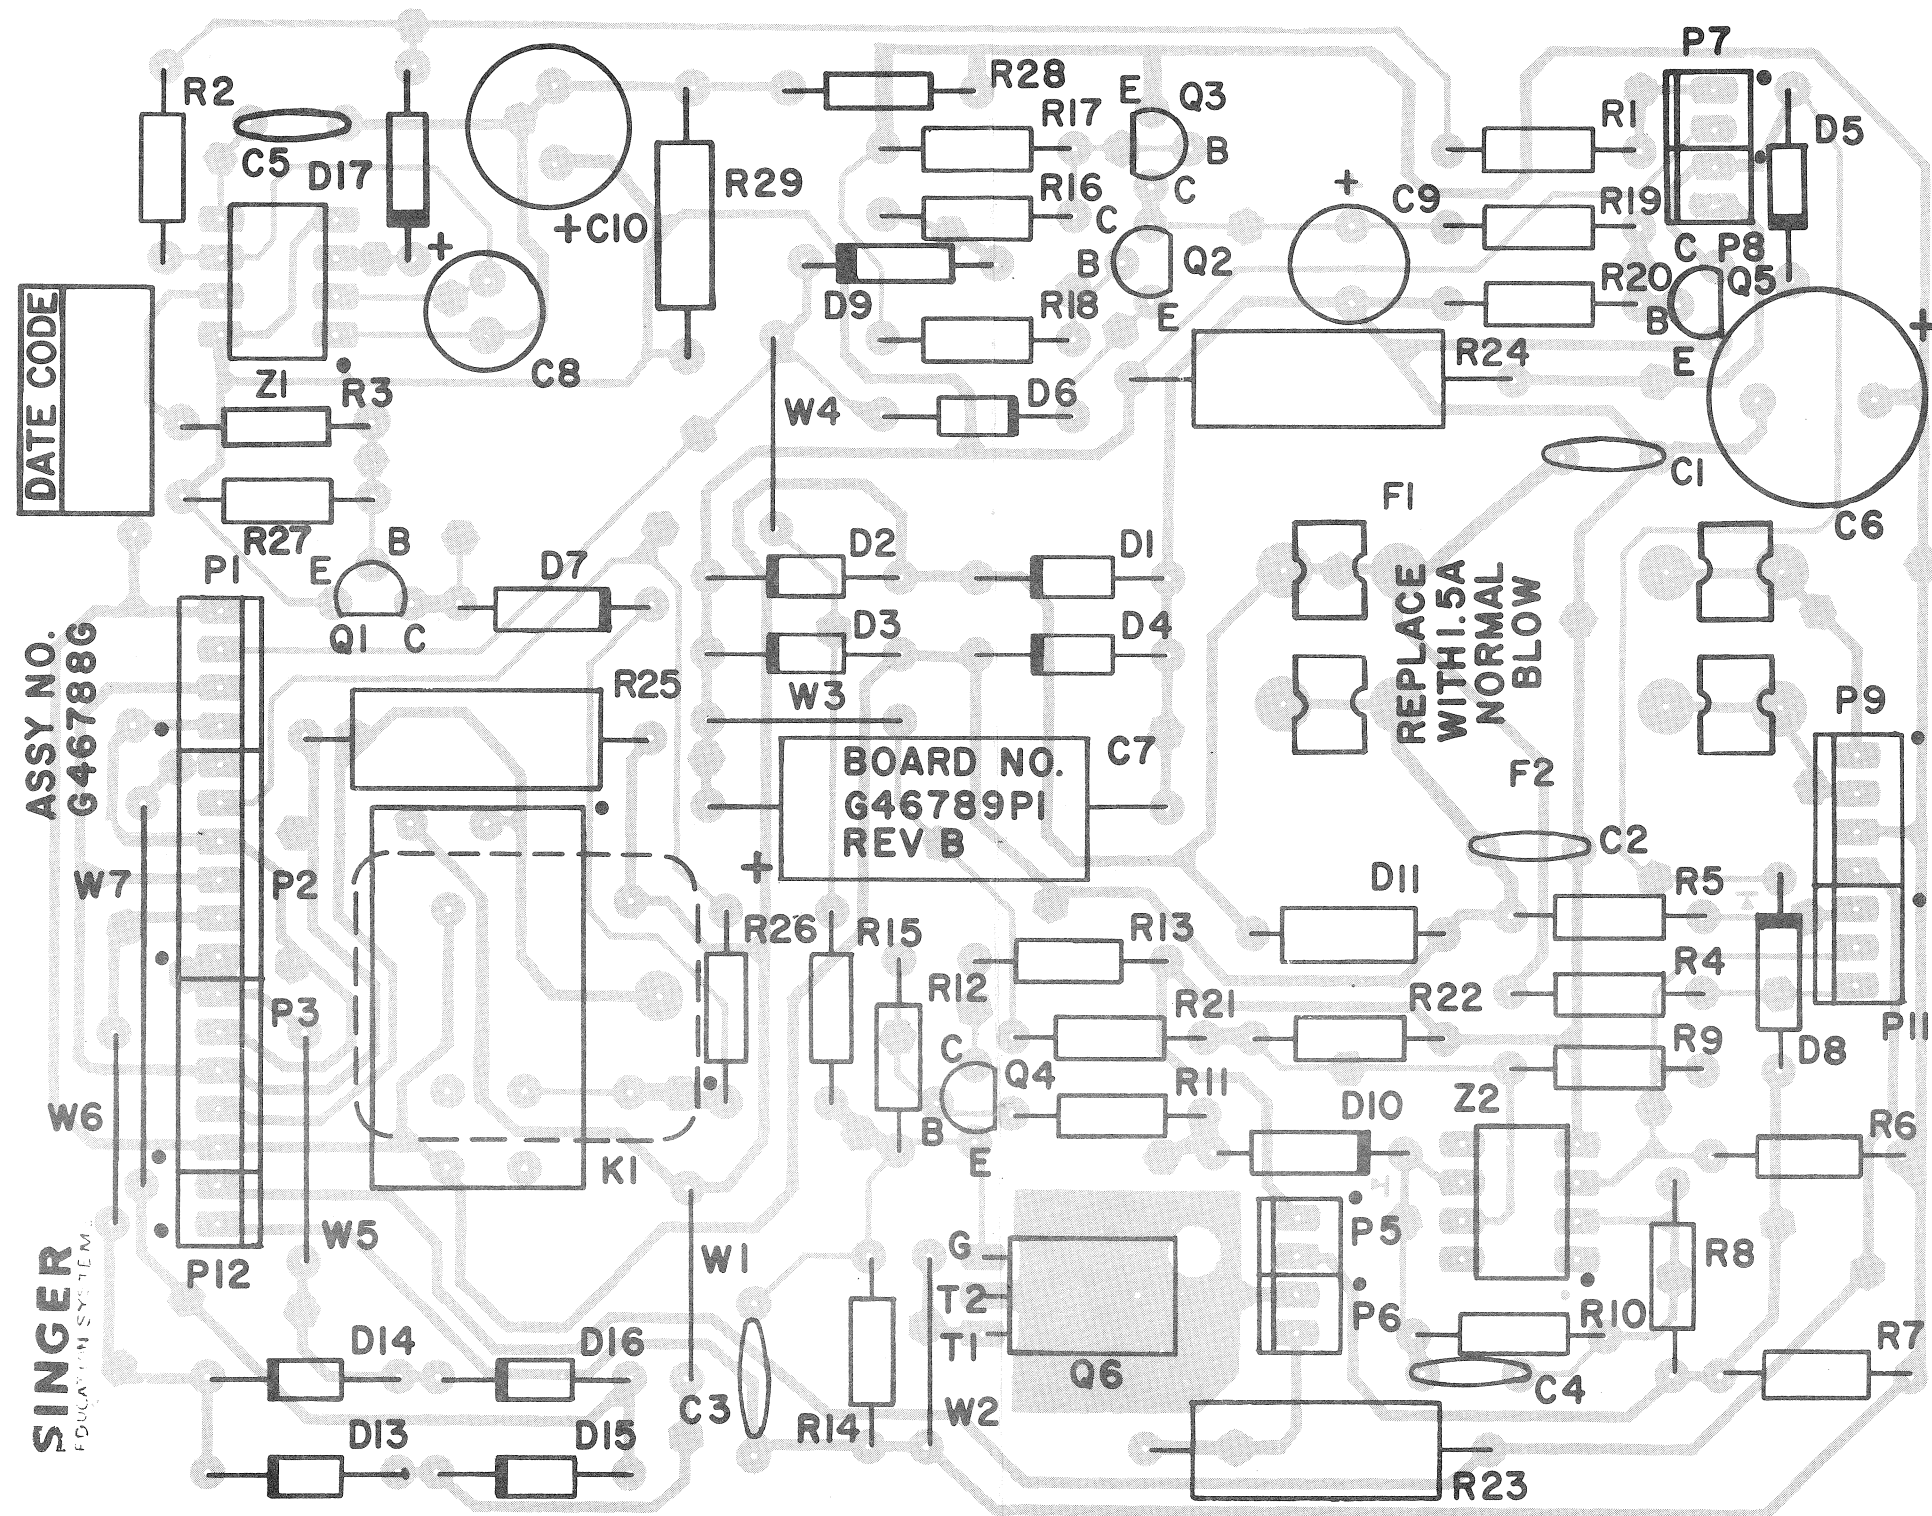 P7
R2
R28
E
Q3
R17
R1
D5
C5
D17
B
R29
R16
C
+
C9
R19
+C10
C
C
P8
+
B
Q2
R20
Q5
D9
R18
E
B
+
DATE CODE
Z1
R3
C8
R24
E
D6
W4
C1
F1
C6
R27
B
P1
E
D7
D2
D1
Q1
C
D3
D4
REPLACE
WITH 1.5A
NORMAL
BLOW
ASSY NO.
G46788G
R25
W3
P9
BOARD NO.
G46789P1
REV B
C7
F2
+
C2
W7
P2
D11
R5
R26
R15
R13
R4
P3
R12
R21
R22
P11
C
Q4
R9
D8
R11
D10
Z2
W6
B
R6
E
K1
W5
G
P5
W1
R8
P12
T2
P6
R10
T1
R7
SINGER
EDUCATION SYSTEM
D14
D16
Q6
C3
C4
W2
R14
D13
D15
R23